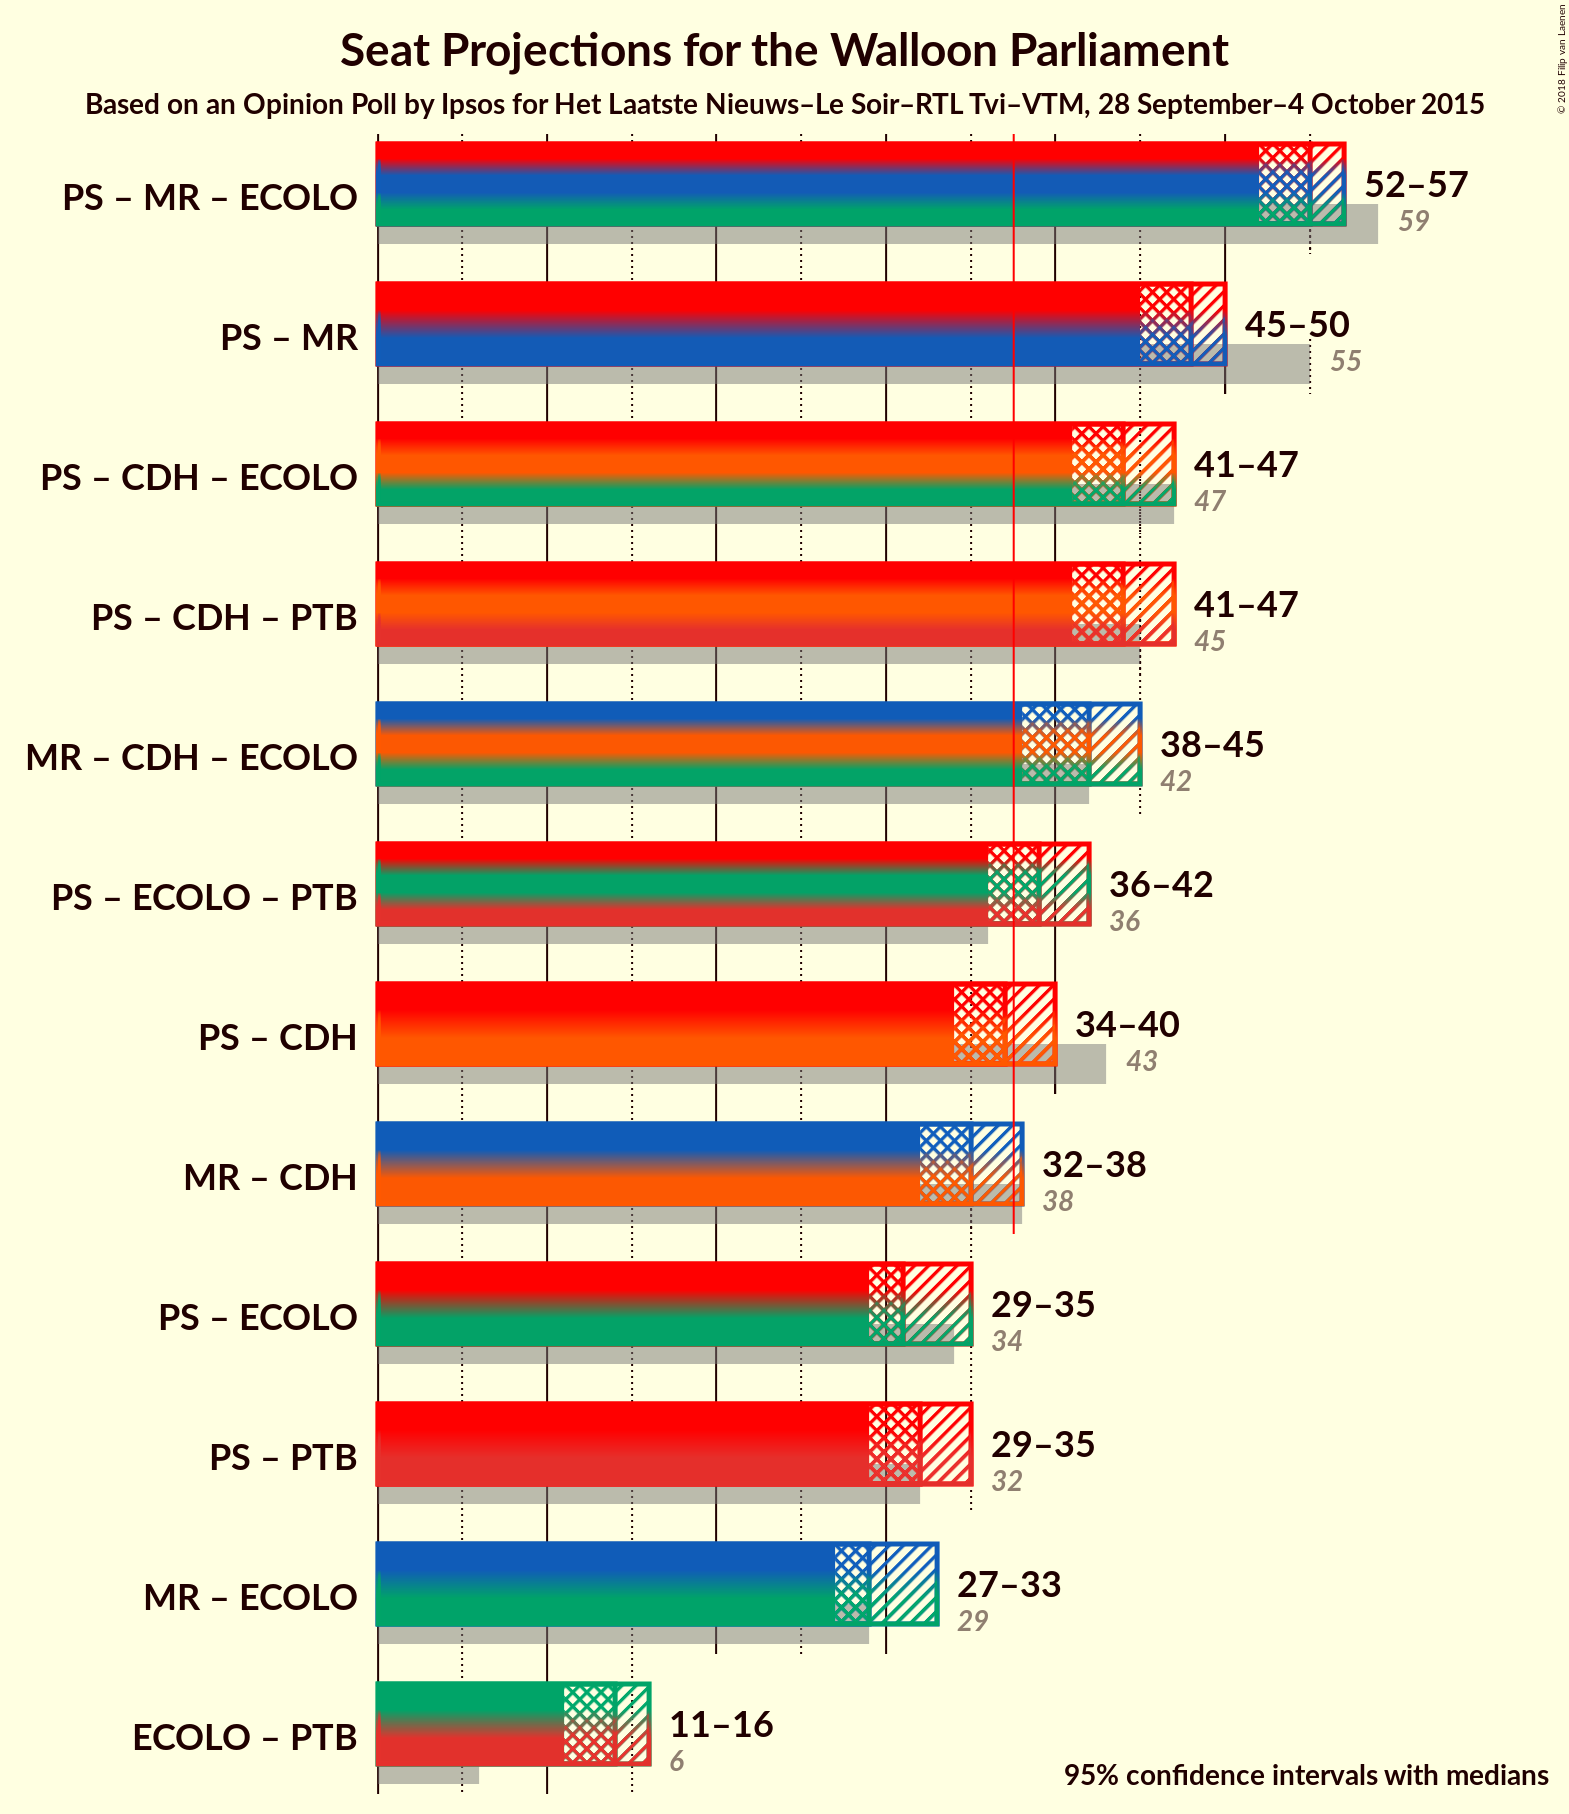 Seat Projections for the Walloon Parliament
Based on an Opinion Poll by Ipsos for Het Laatste Nieuws–Le Soir–RTL Tvi–VTM, 28 September–4 October 2015
© 2018 Filip van Laenen
PS – MR – ECOLO
52–57
59
PS – MR
45–50
55
PS – CDH – ECOLO
41–47
47
PS – CDH – PTB
41–47
45
MR – CDH – ECOLO
38–45
42
PS – ECOLO – PTB
36–42
36
PS – CDH
34–40
43
MR – CDH
32–38
38
PS – ECOLO
29–35
34
PS – PTB
29–35
32
MR – ECOLO
27–33
29
ECOLO – PTB
11–16
6
95% confidence intervals with medians